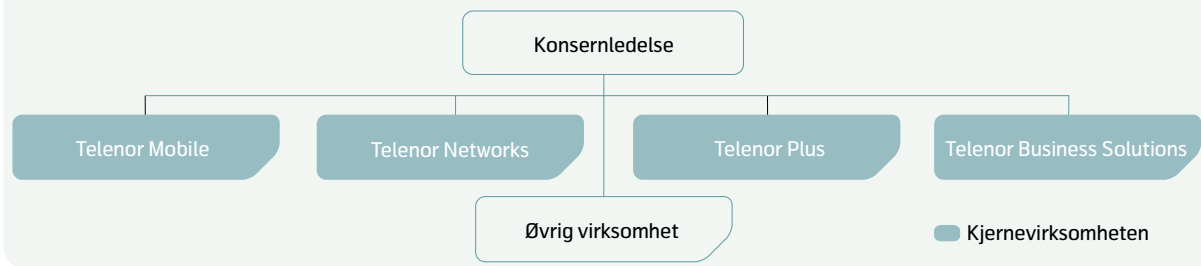 Konsernledelse
Telenor Mobile
Telenor Networks
Telenor Plus
Telenor Business Solutions
Øvrig virksomhet
Kjernevirksomheten